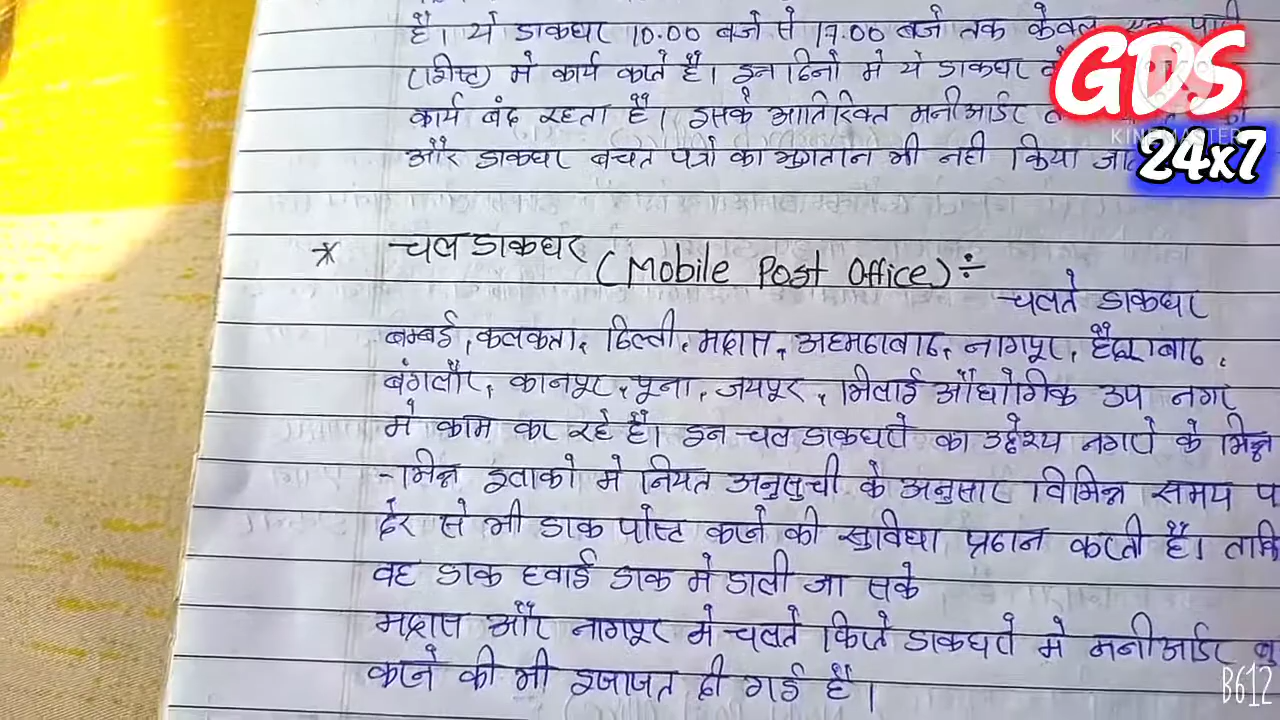 है। ये डाकघर 10.00 बजे से 17.00 बजे तक केवल
(शिफ्ट) में कार्य करते है। इन दिनो मे ये डाकघर
कार्य बंद रहता है। इसके अतिरिक्त मनीआर्डर
और डाकघर बचत पत्रो का भुगतान भी नही किया
GDS
KINEMASTER
24x7
* चल डाकघर (Mobile Post Office) ÷
चलते डाकघर
बम्बई, कलकता, दिल्ली, मद्रास, अहमदाबाद, नागपूर, हैदराबाद,
बंगलौर, कानपूर, पूना, जयपूर, भिलाई औधोगिक उप नगर
मे काम कर रहे हैं। इन चल डाकघरो का उद्देश्य नगरो के भिन्न
-भिन्न इलाको मे नियत अनुसुची के अनुसार विभिन्न समय
देर से भी डाक पोस्ट करने की सुविधा प्रदान करती है। ताकि
वह डाक हवाई डाक मे डाली जा सके
मद्रास और नागपूर मे चलते फिरते डाकघरो मे मनीआर्डर
करने की भी इजाजत दी गई है।
B612